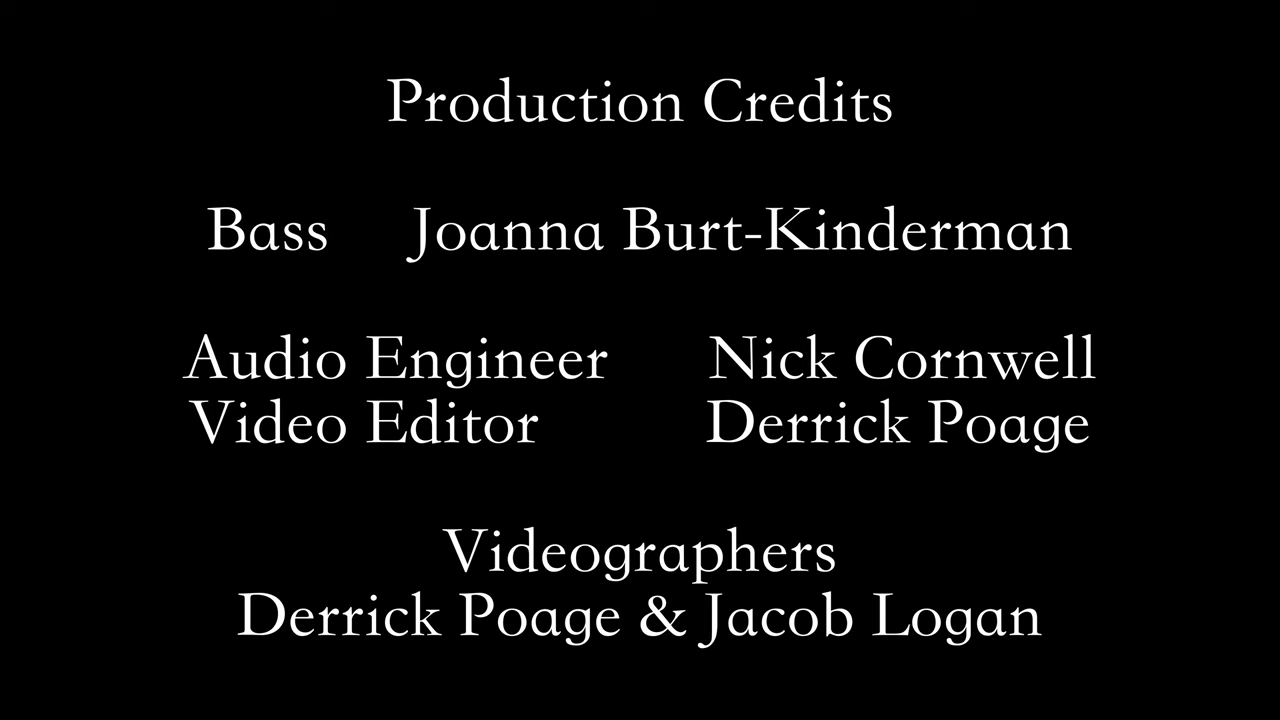 Production Credits
Bass Joanna Burt-Kinderman
Audio Engineer Nick Cornwell
Video Editor Derrick Poage
Videographers
Derrick Poage & Jacob Logan